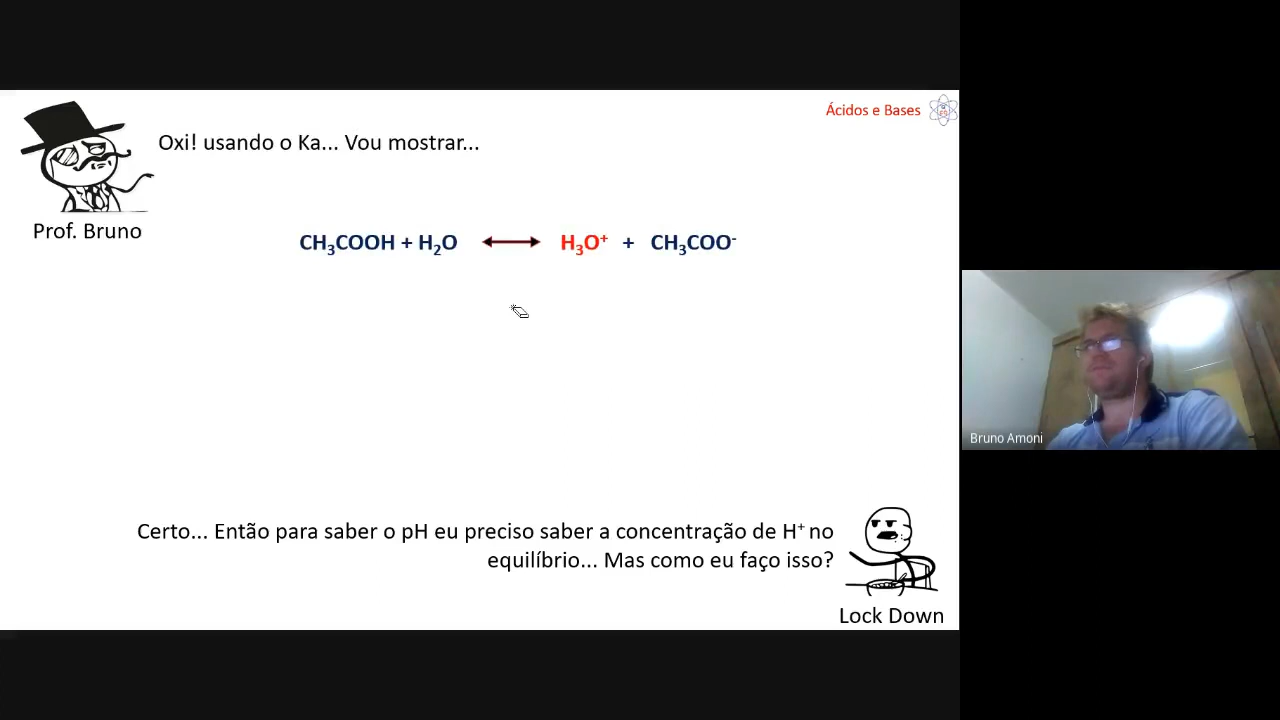 Ácidos e Bases
Oxi! usando o Ka... Vou mostrar...
Prof. Bruno
CH₃COOH + H₂O ⟷ H₃O⁺ + CH₃COO⁻
Certo... Então para saber o pH eu preciso saber a concentração de H⁺ no
equilíbrio... Mas como eu faço isso?
Lock Down
Bruno Amoni